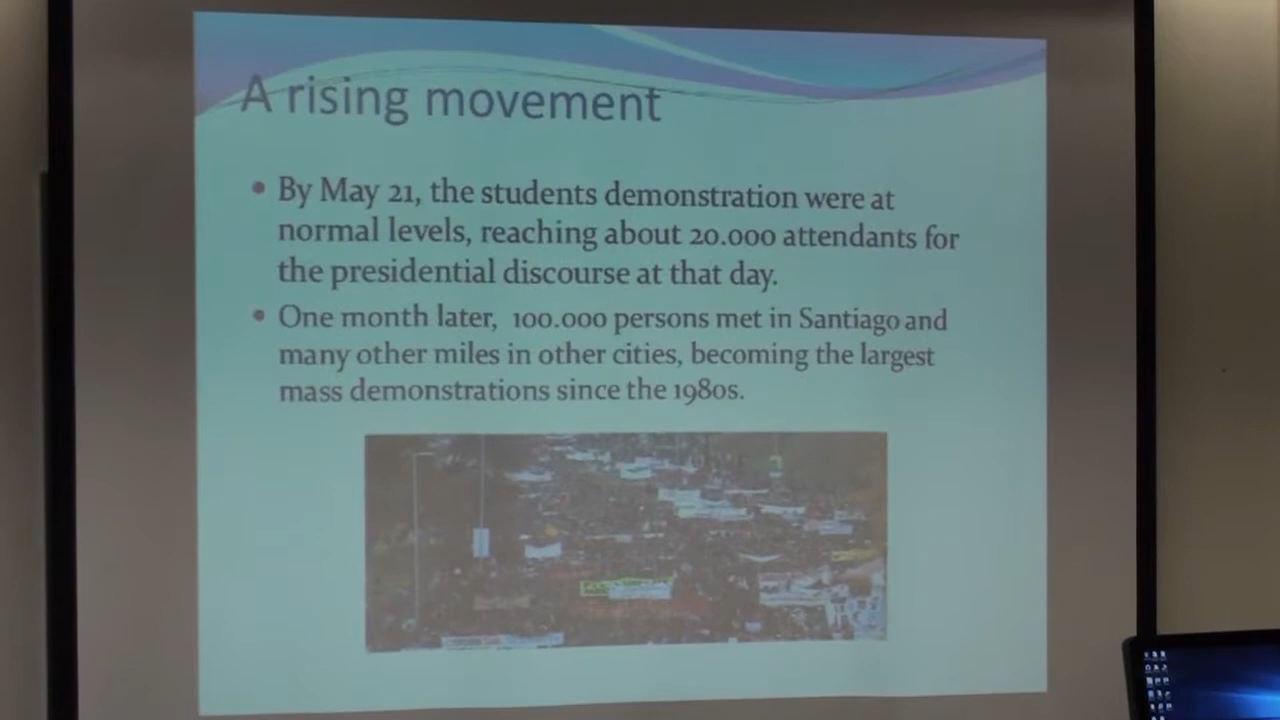 A rising movement
• By May 21, the students demonstration were at
normal levels, reaching about 20.000 attendants for
the presidential discourse at that day.
• One month later, 100.000 persons met in Santiago and
many other miles in other cities, becoming the largest
mass demonstrations since the 1980s.